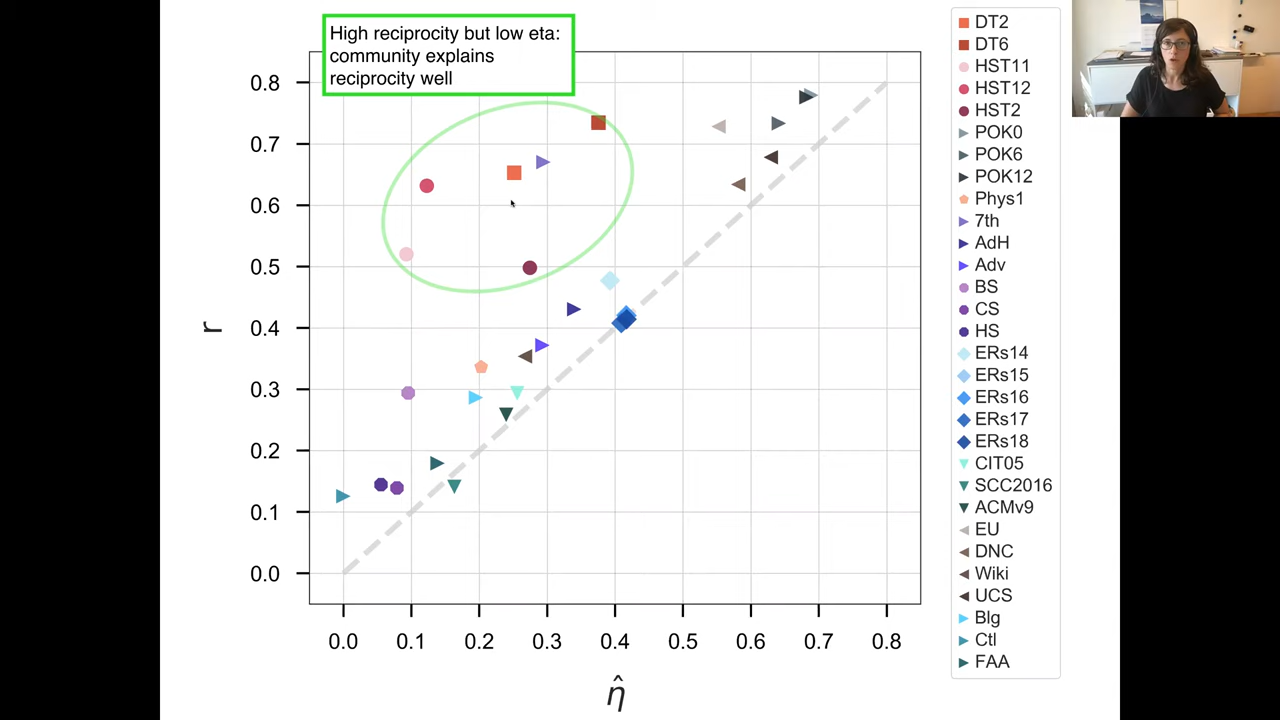 High reciprocity but low eta:
community explains
reciprocity well
0.8
0.7
0.6
0.5
0.4
0.3
0.2
0.1
0.0
r
0.0 0.1 0.2 0.3 0.4 0.5 0.6 0.7 0.8
η̂
DT2
DT6
HST11
HST12
HST2
POK0
POK6
POK12
Phys1
7th
AdH
Adv
BS
CS
HS
ERs14
ERs15
ERs16
ERs17
ERs18
CIT05
SCC2016
ACMv9
EU
DNC
Wiki
UCS
Blg
Ctl
FAA